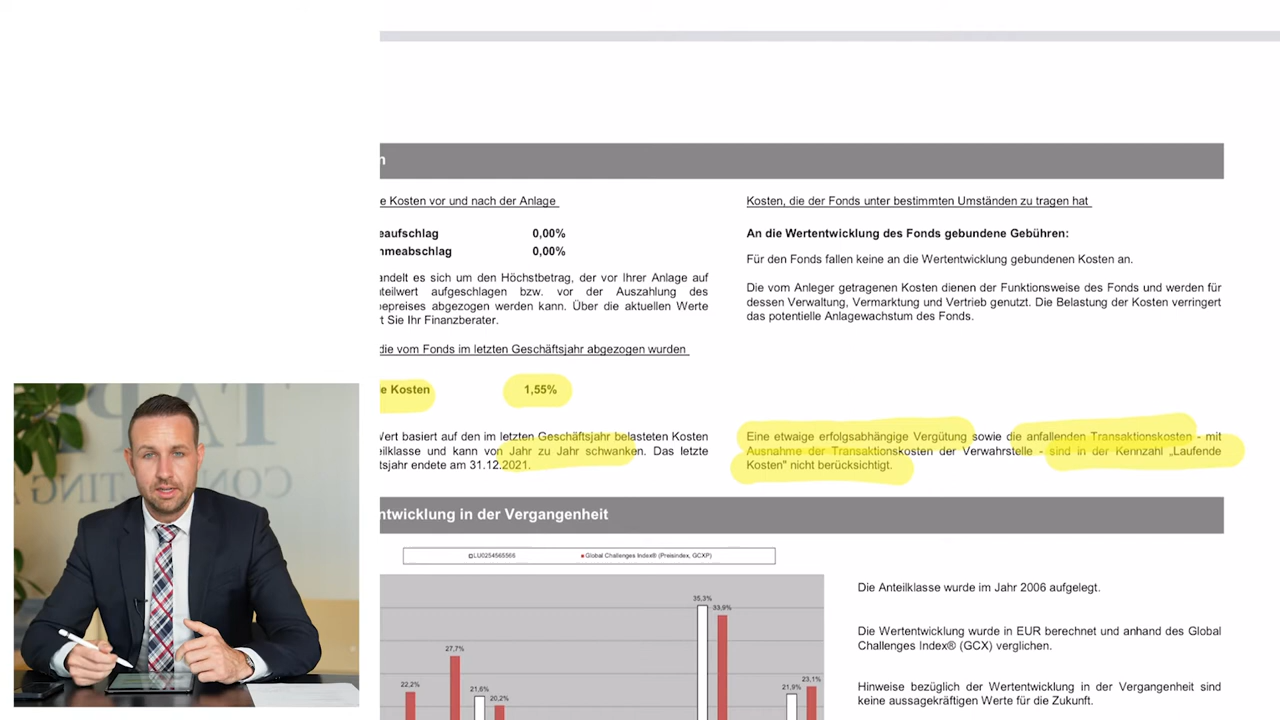 n
e Kosten vor und nach der Anlage
eaufschlag 0,00%
hmeabschlag 0,00%
andelt es sich um den Höchstbetrag, der vor Ihrer Anlage auf
nteilwert aufgeschlagen bzw. vor der Auszahlung des
epreises abgezogen werden kann. Über die aktuellen Werte
t Sie Ihr Finanzberater.
die vom Fonds im letzten Geschäftsjahr abgezogen wurden
e Kosten 1,55%
Wert basiert auf den im letzten Geschäftsjahr belasteten Kosten
eilklasse und kann von Jahr zu Jahr schwanken. Das letzte
tsjahr endete am 31.12.2021.
Kosten, die der Fonds unter bestimmten Umständen zu tragen hat
An die Wertentwicklung des Fonds gebundene Gebühren:
Für den Fonds fallen keine an die Wertentwicklung gebundenen Kosten an.
Die vom Anleger getragenen Kosten dienen der Funktionsweise des Fonds und werden für
dessen Verwaltung, Vermarktung und Vertrieb genutzt. Die Belastung der Kosten verringert
das potentielle Anlagewachstum des Fonds.
Eine etwaige erfolgsabhängige Vergütung sowie die anfallenden Transaktionskosten - mit
Ausnahme der Transaktionskosten der Verwahrstelle - sind in der Kennzahl „Laufende
Kosten" nicht berücksichtigt.
ntwicklung in der Vergangenheit
LU0254565566 Global Challenges Index® (Preisindex, GCXP)
35,3%
33,9%
27,7%
22,2%
21,6%
20,2%
21,9%
23,1%
Die Anteilklasse wurde im Jahr 2006 aufgelegt.
Die Wertentwicklung wurde in EUR berechnet und anhand des Global
Challenges Index® (GCX) verglichen.
Hinweise bezüglich der Wertentwicklung in der Vergangenheit sind
keine aussagekräftigen Werte für die Zukunft.